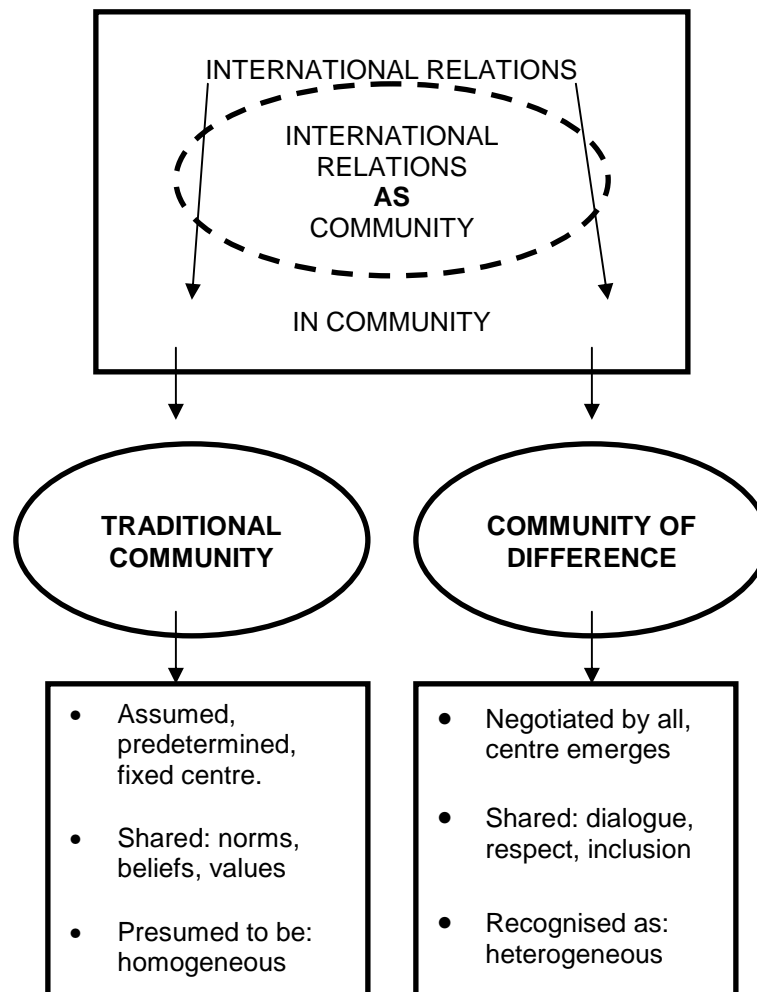 INTERNATIONAL RELATIONS
INTERNATIONAL
RELATIONS
AS
COMMUNITY
IN COMMUNITY
TRADITIONAL
COMMUNITY
COMMUNITY OF
DIFFERENCE
• Assumed,
predetermined,
fixed centre.
• Shared: norms,
beliefs, values
• Presumed to be:
homogeneous
• Negotiated by all,
centre emerges
• Shared: dialogue,
respect, inclusion
• Recognised as:
heterogeneous